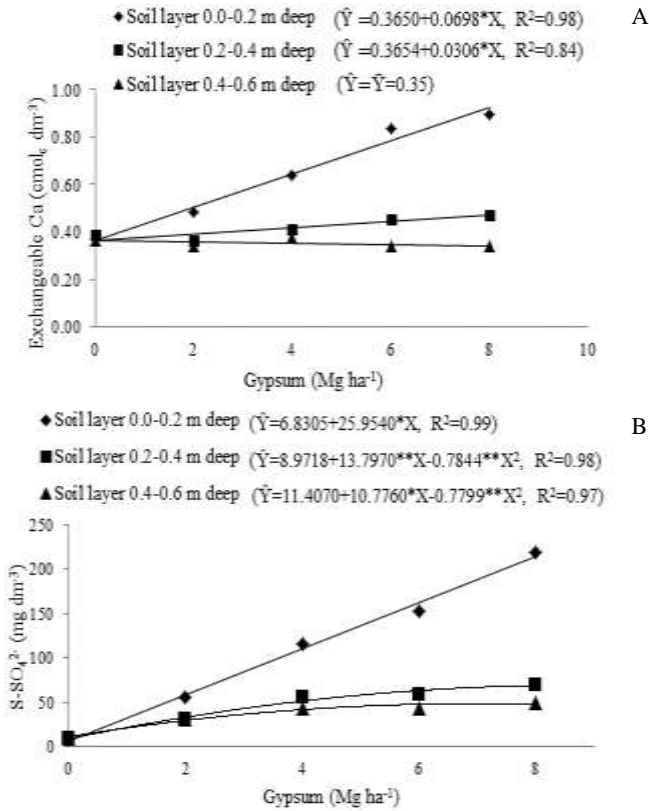 ◆ Soil layer 0.0-0.2 m deep (Ŷ=0.3650+0.0698*X, R²=0.98) A
■ Soil layer 0.2-0.4 m deep (Ŷ=0.3654+0.0306*X, R²=0.84)
▲ Soil layer 0.4-0.6 m deep (Ŷ=Ȳ=0.35)
Exchangeable Ca (cmolc dm⁻³)
1.00
0.80
0.60
0.40
0.20
0.00
0 2 4 6 8 10
Gypsum (Mg ha⁻¹)
◆ Soil layer 0.0-0.2 m deep (Ŷ=6.8305+25.9540*X, R²=0.99) B
■ Soil layer 0.2-0.4 m deep (Ŷ=8.9718+13.7970**X-0.7844**X², R²=0.98)
▲ Soil layer 0.4-0.6 m deep (Ŷ=11.4070+10.7760*X-0.7799**X², R²=0.97)
S-SO₄²⁻ (mg dm⁻³)
250
200
150
100
50
0
0 2 4 6 8
Gypsum (Mg ha⁻¹)